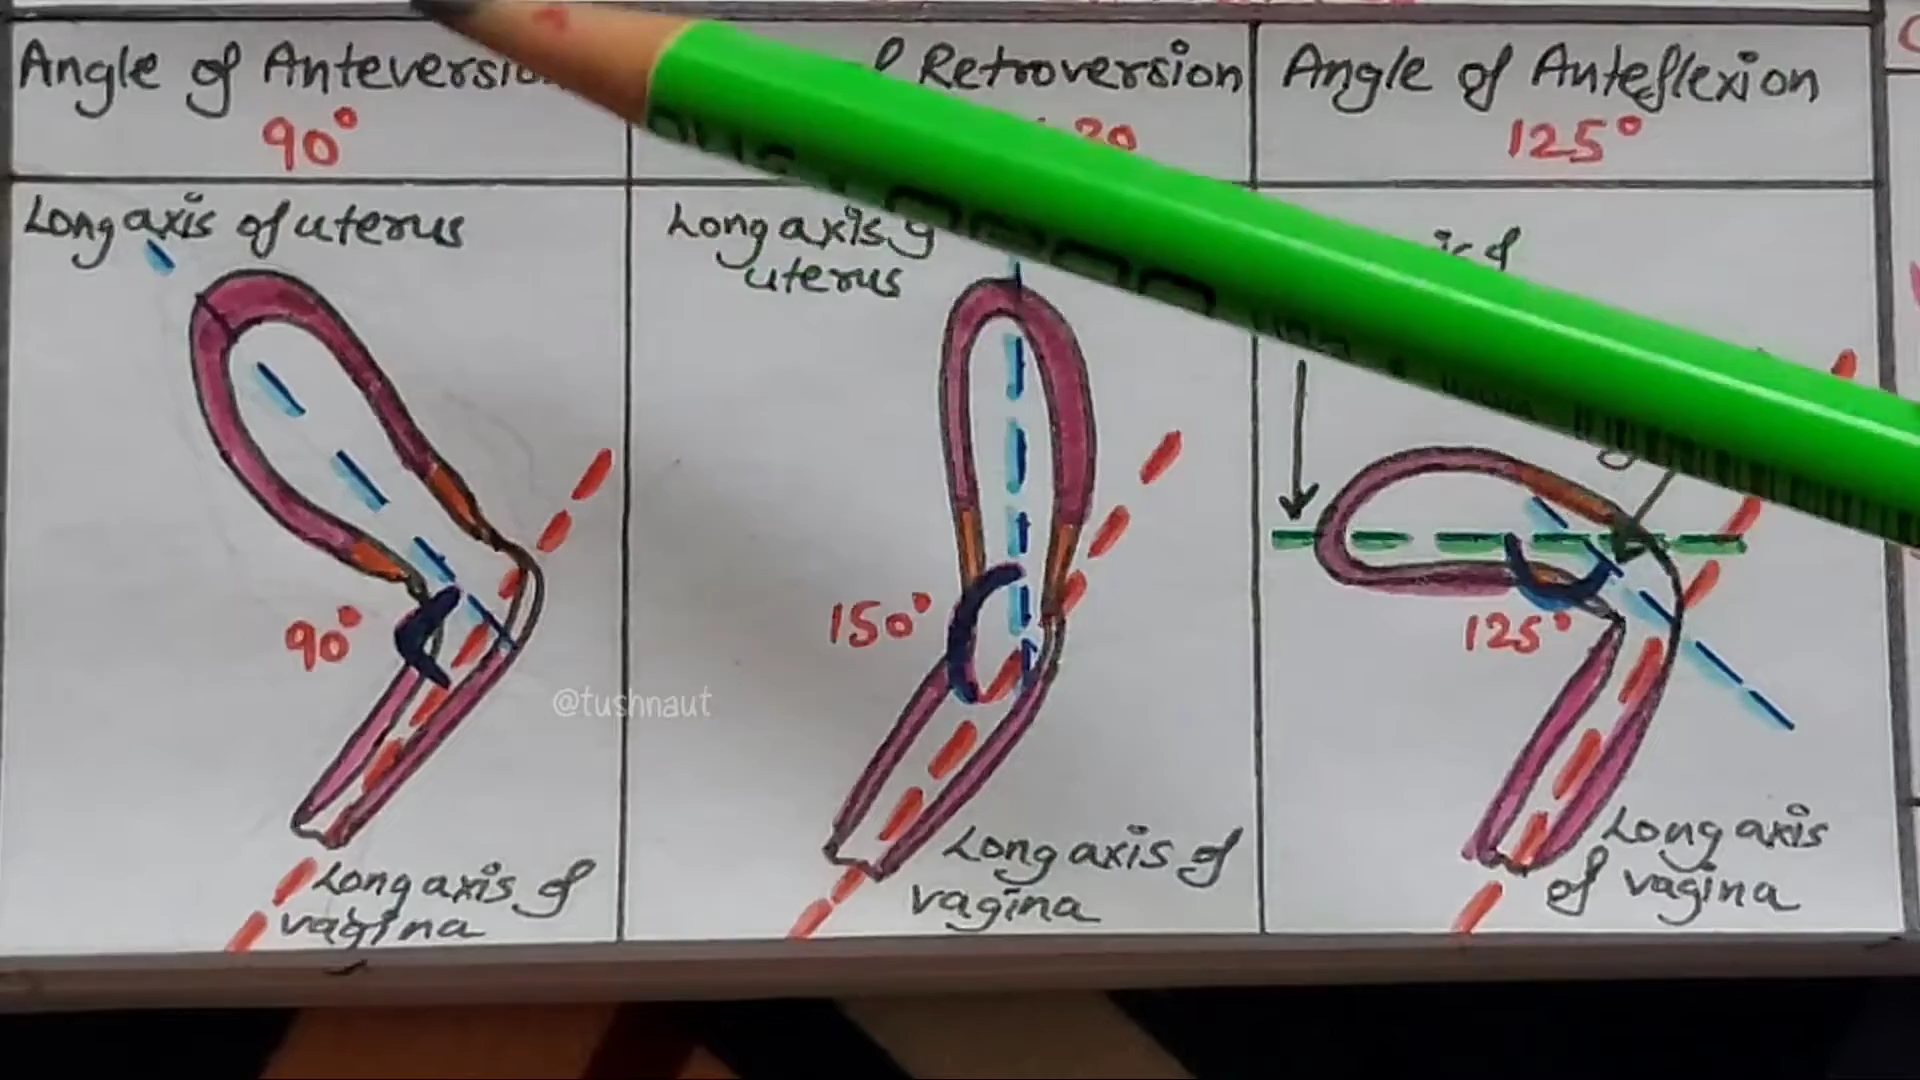 Angle of Anteversio
90°
Retroversion
Angle of Anteflexion
125°
Long axis of uterus
Long axis of
uterus
90°
150°
125°
@tushnaut
Long axis of
vagina
Long axis of
vagina
Long axis
of vagina